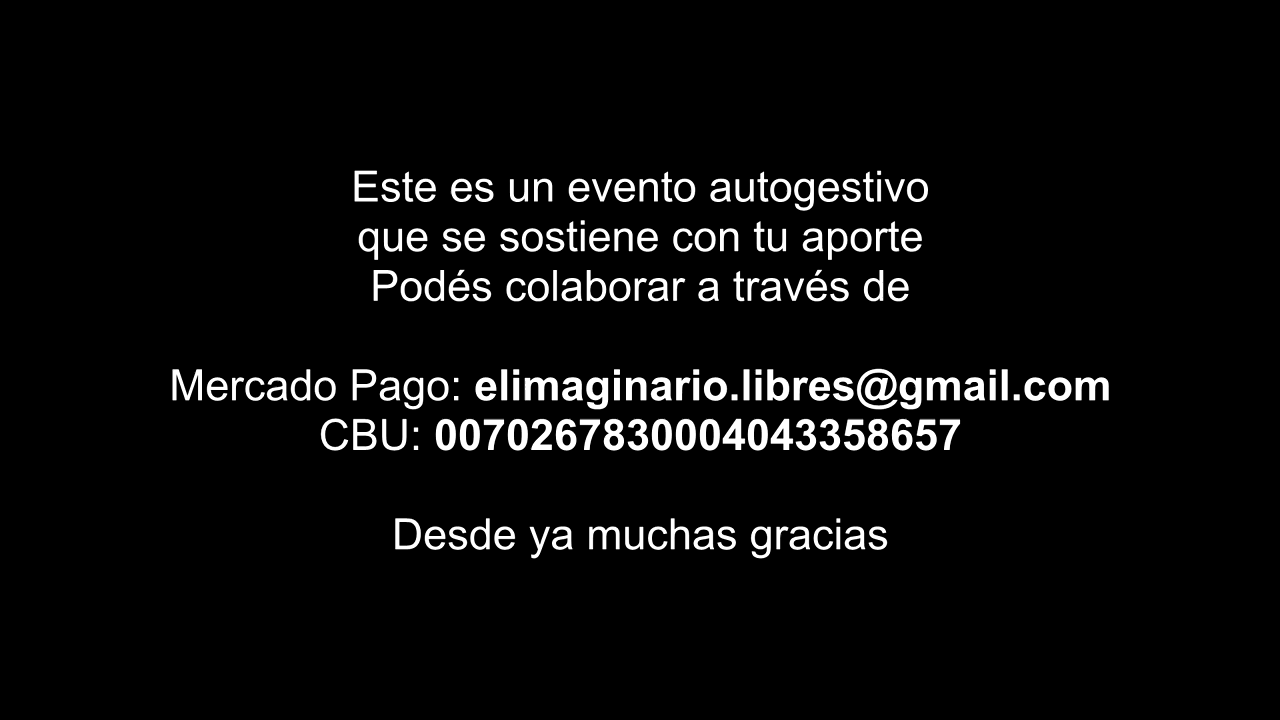 Este es un evento autogestivo
que se sostiene con tu aporte
Podés colaborar a través de
Mercado Pago: elimaginario.libres@gmail.com
CBU: 0070267830004043358657
Desde ya muchas gracias